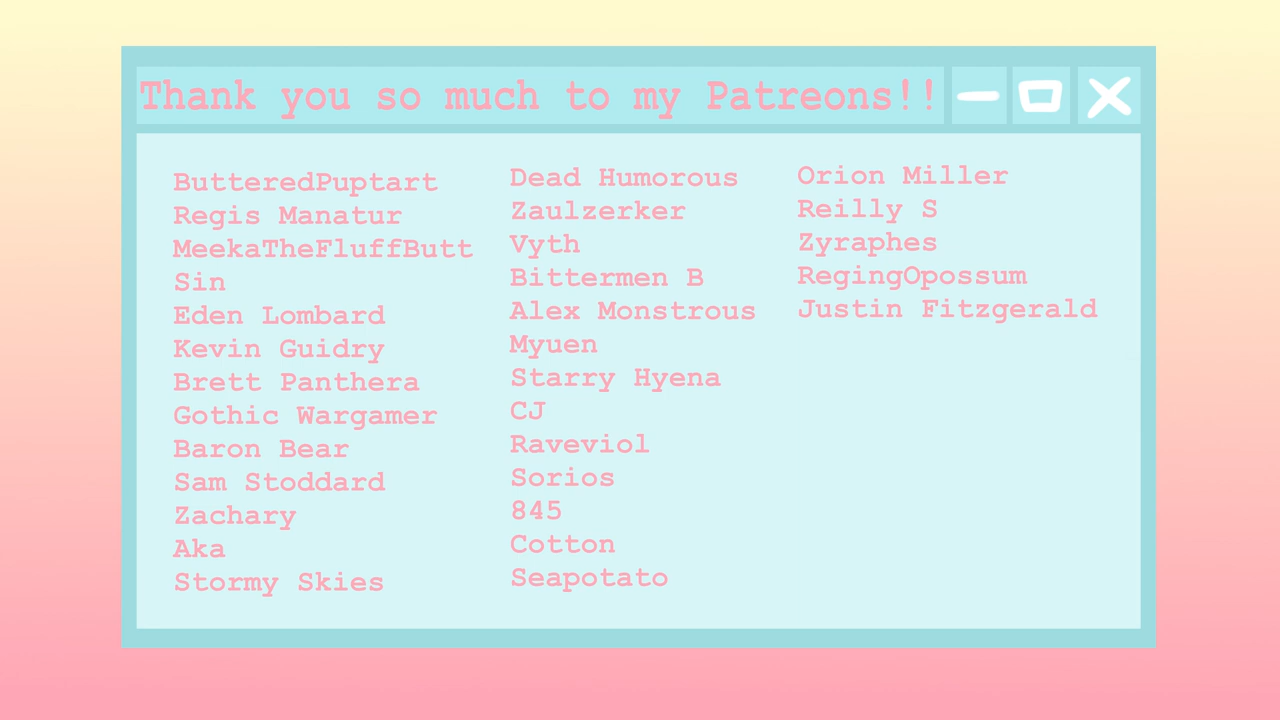 Thank you so much to my Patreons!!
ButteredPuptart
Regis Manatur
MeekaTheFluffButt
Sin
Eden Lombard
Kevin Guidry
Brett Panthera
Gothic Wargamer
Baron Bear
Sam Stoddard
Zachary
Aka
Stormy Skies
Dead Humorous
Zaulzerker
Vyth
Bittermen B
Alex Monstrous
Myuen
Starry Hyena
CJ
Raveviol
Sorios
845
Cotton
Seapotato
Orion Miller
Reilly S
Zyraphes
RegingOpossum
Justin Fitzgerald